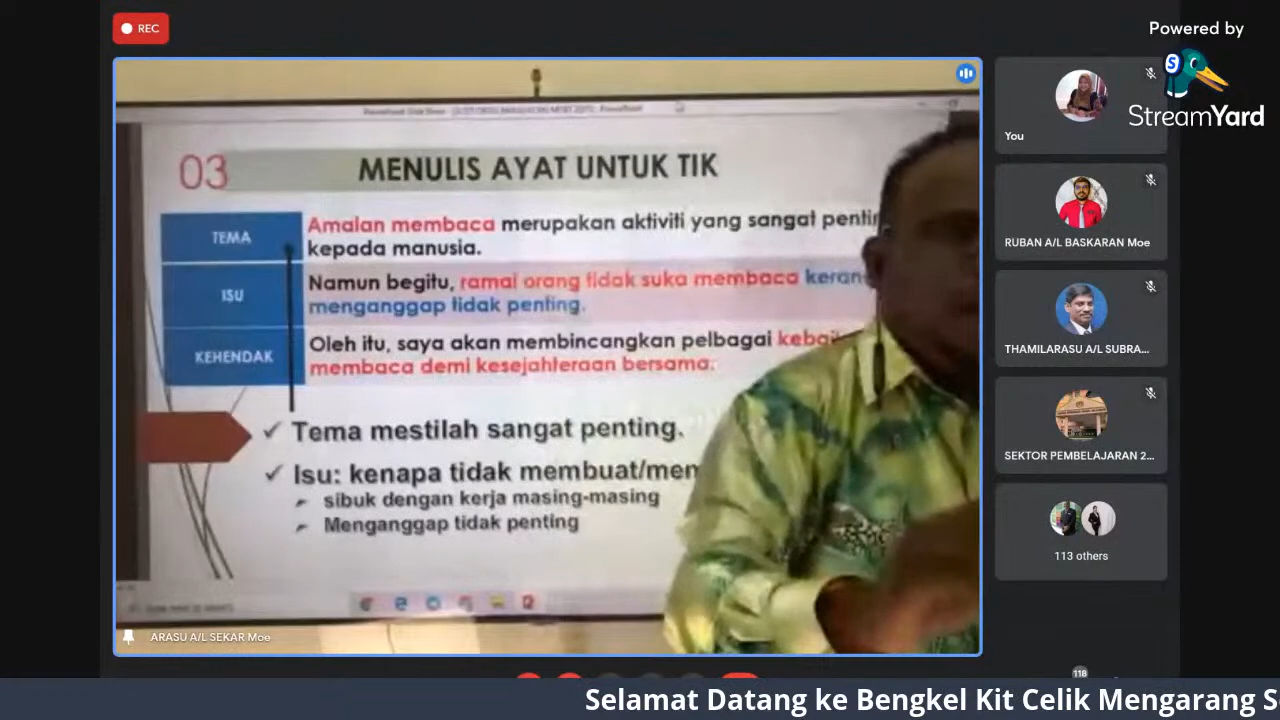 REC
Powered by
StreamYard
03
MENULIS AYAT UNTUK TIK
TEMA
Amalan membaca merupakan aktiviti yang sangat
kepada manusia.
ISU
Namun begitu, ramai orang tidak suka membaca
menganggap tidak penting.
KEHENDAK
Oleh itu, saya akan membincangkan pelbagai
membaca demi kesejahteraan bersama.
✓ Tema mestilah sangat penting.
✓ Isu: kenapa tidak membuat/men
sibuk dengan kerja masing-masing
Menganggap tidak penting
ARASU A/L SEKAR Moe
You
RUBAN A/L BASKARAN Moe
THAMILARASU A/L SUBRA...
SEKTOR PEMBELAJARAN 2...
113 others
118
Selamat Datang ke Bengkel Kit Celik Mengarang S